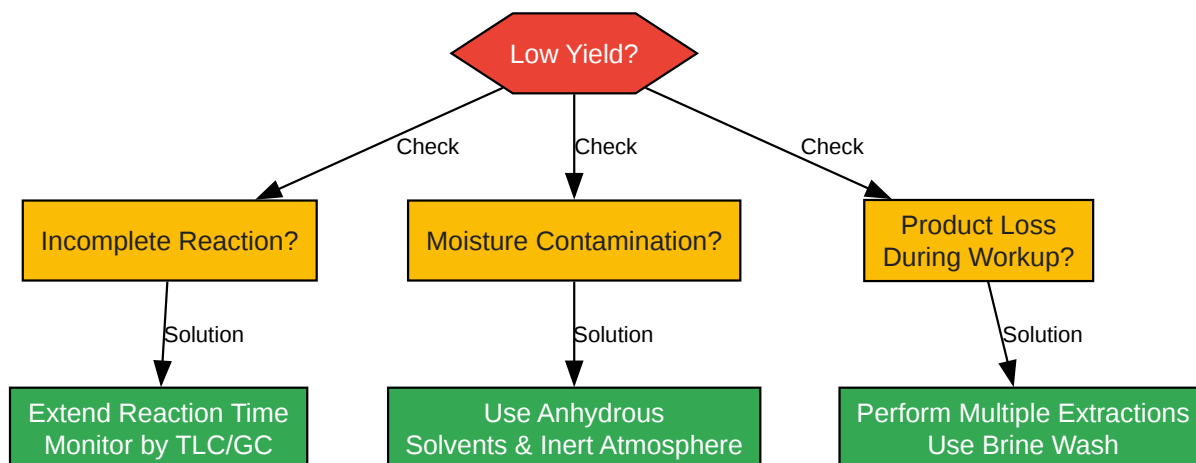 Low Yield?
Check
Check
Check
Incomplete Reaction?
Moisture Contamination?
Product Loss
During Workup?
Solution
Solution
Solution
Extend Reaction Time
Monitor by TLC/GC
Use Anhydrous
Solvents & Inert Atmosphere
Perform Multiple Extractions
Use Brine Wash